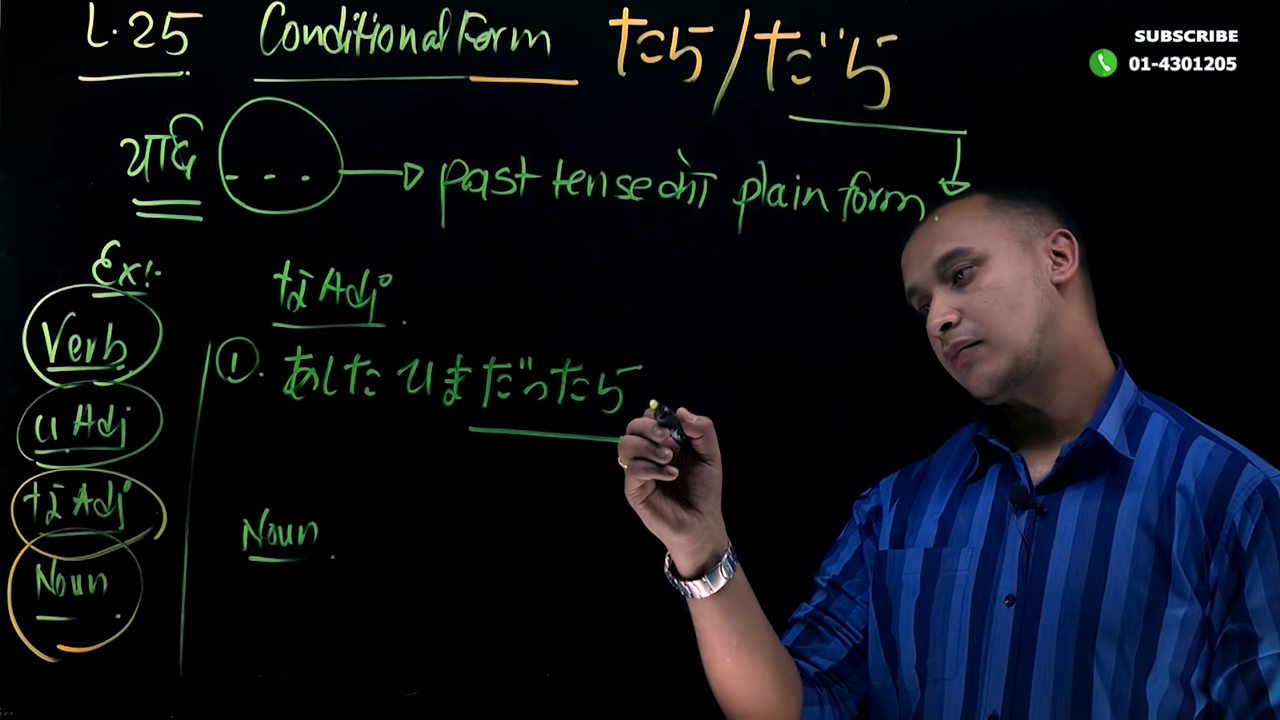 L.25 Conditional Form たら/だら
SUBSCRIBE
01-4301205
यदि ... → past tense को plain form
Ex:
Verb
い Adj
な Adj
Noun
な Adj
① あした ひまだったら
Noun